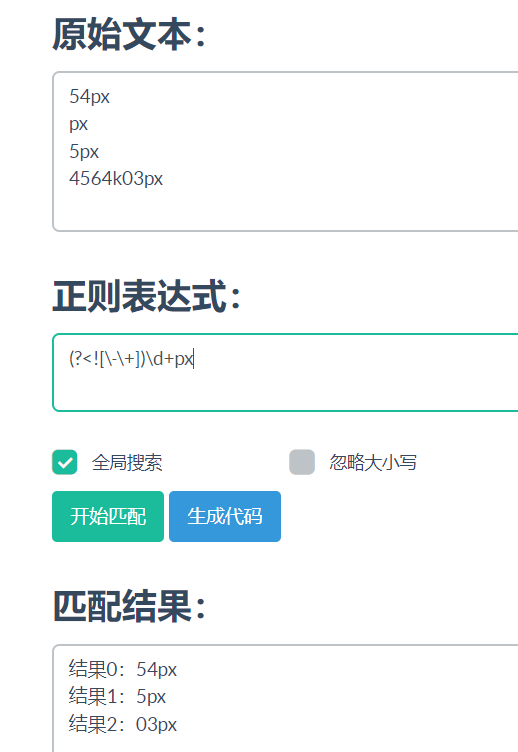 原始文本：
54px
px
5px
4564k03px
正则表达式：
(?<![\-\+])\d+px
全局搜索 忽略大小写
开始匹配 生成代码
匹配结果：
结果0：54px
结果1：5px
结果2：03px